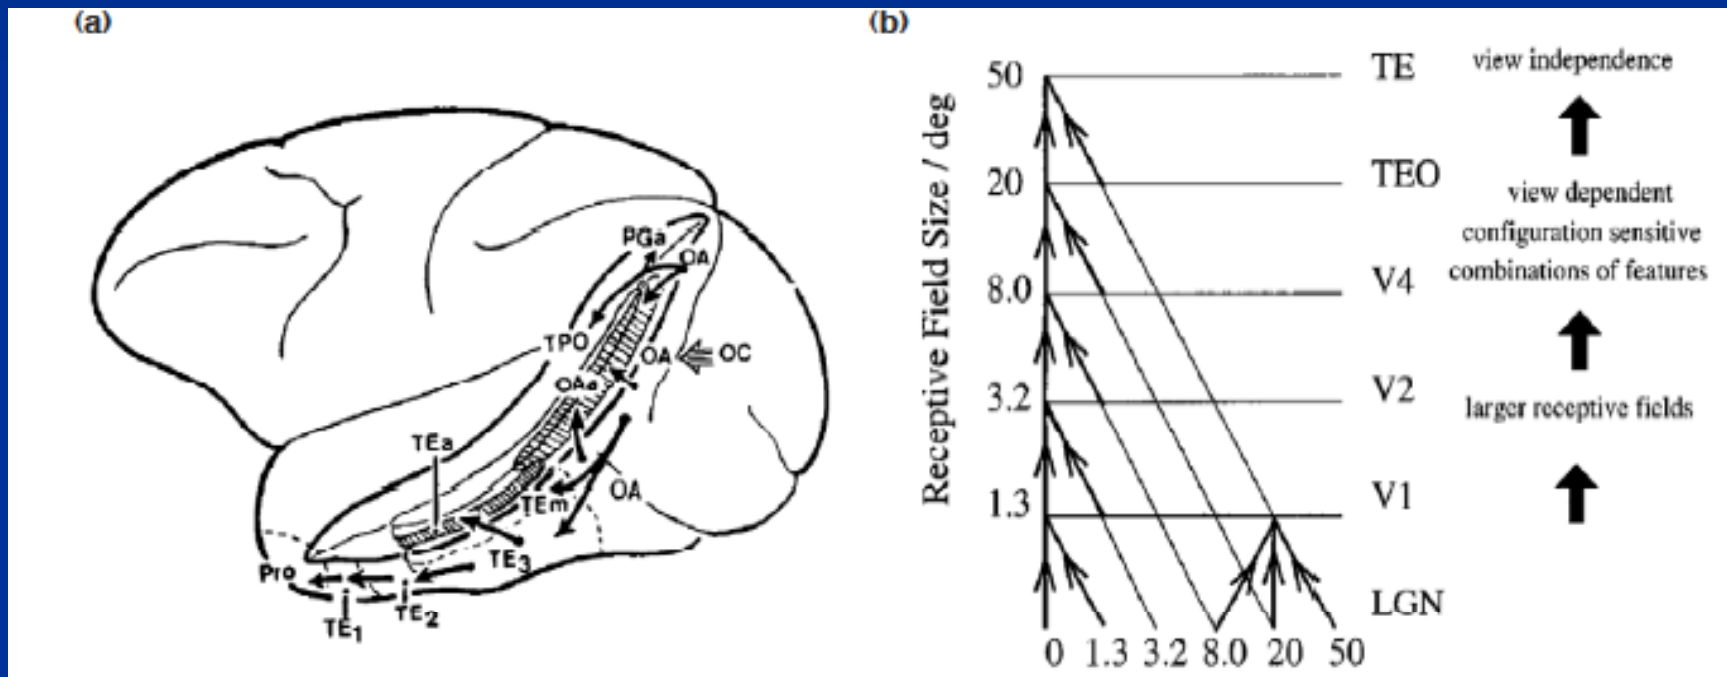 (a)
PGa
OA
TPO
OA
OC
OAa
TEa
TEm
OA
TE3
Pro
TE2
TE1
(b)
Receptive Field Size / deg
50
TE
view independence
20
TEO
view dependent
configuration sensitive
combinations of features
8.0
V4
3.2
V2
larger receptive fields
1.3
V1
LGN
0 1.3 3.2 8.0 20 50